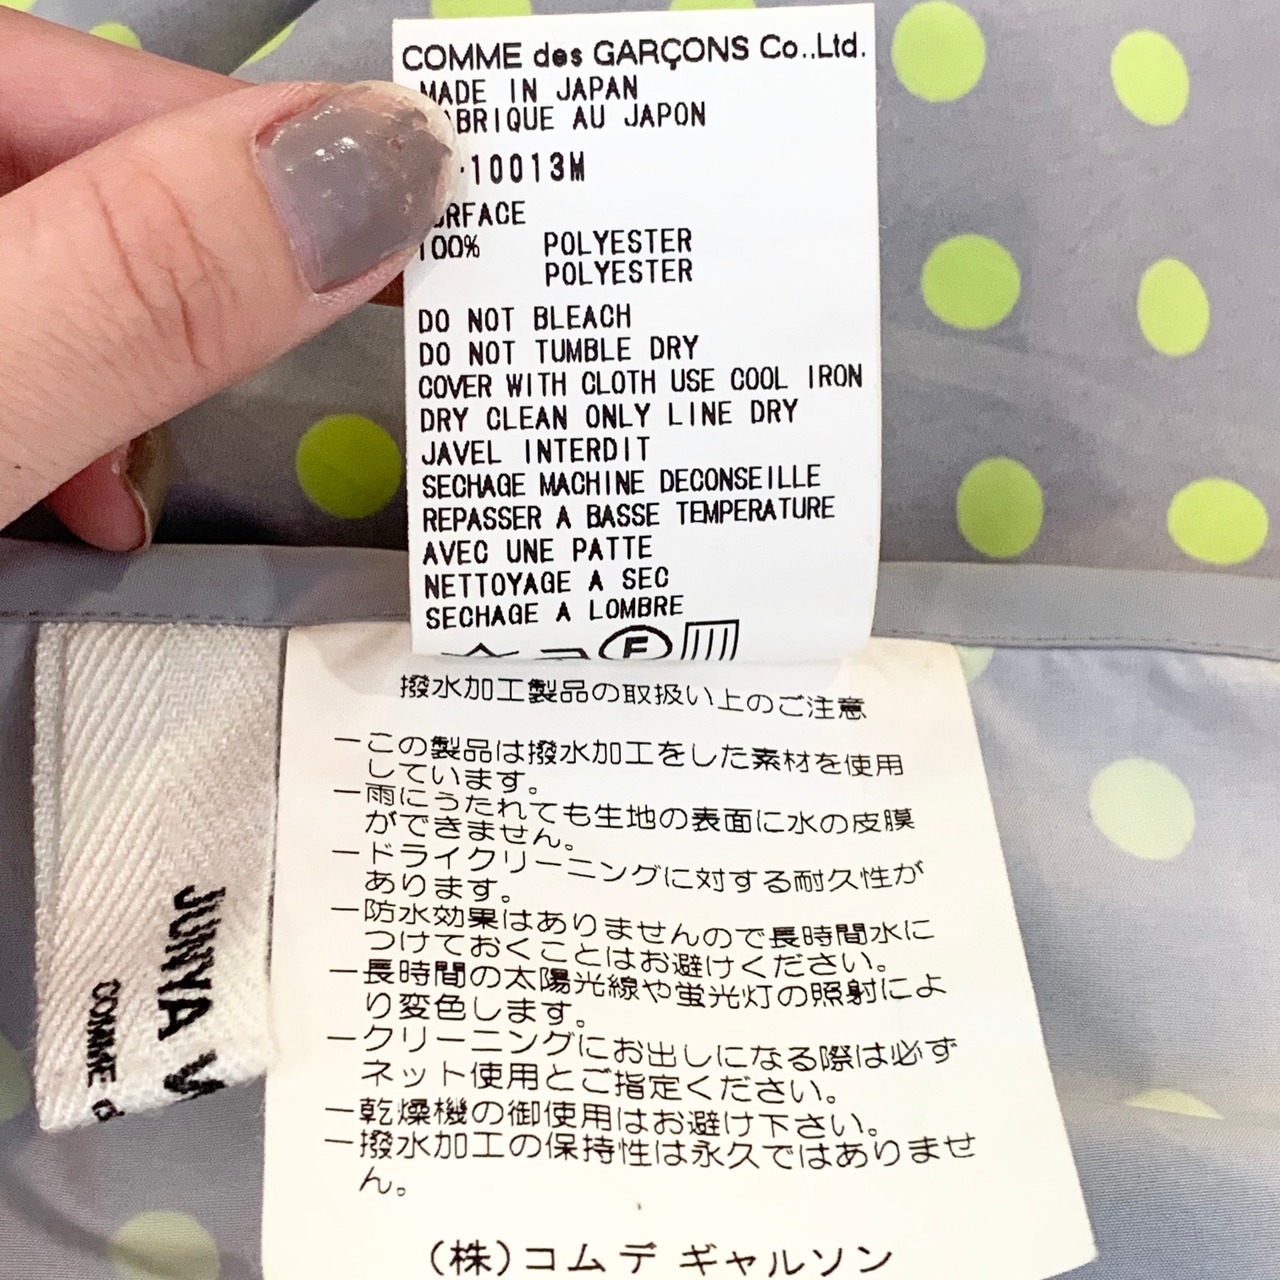 COMME des GARÇONS Co.,Ltd.
MADE IN JAPAN
FABRIQUE AU JAPON
-10013M
SURFACE
100% POLYESTER
POLYESTER
DO NOT BLEACH
DO NOT TUMBLE DRY
COVER WITH CLOTH USE COOL IRON
DRY CLEAN ONLY LINE DRY
JAVEL INTERDIT
SECHAGE MACHINE DECONSEILLE
REPASSER A BASSE TEMPERATURE
AVEC UNE PATTE
NETTOYAGE A SEC
SECHAGE A LOMBRE
F
撥水加工製品の取扱い上のご注意
ーこの製品は撥水加工をした素材を使用
しています。
ー雨にうたれても生地の表面に水の皮膜
ができません。
ードライクリーニングに対する耐久性が
あります。
ー防水効果はありませんので長時間水に
つけておくことはお避けください。
ー長時間の太陽光線や蛍光灯の照射によ
り変色します。
ークリーニングにお出しになる際は必ず
ネット使用とご指定ください。
ー乾燥機の御使用はお避け下さい。
ー撥水加工の保持性は永久ではありませ
ん。
(株)コム デ ギャルソン
JUNYA
COMME d